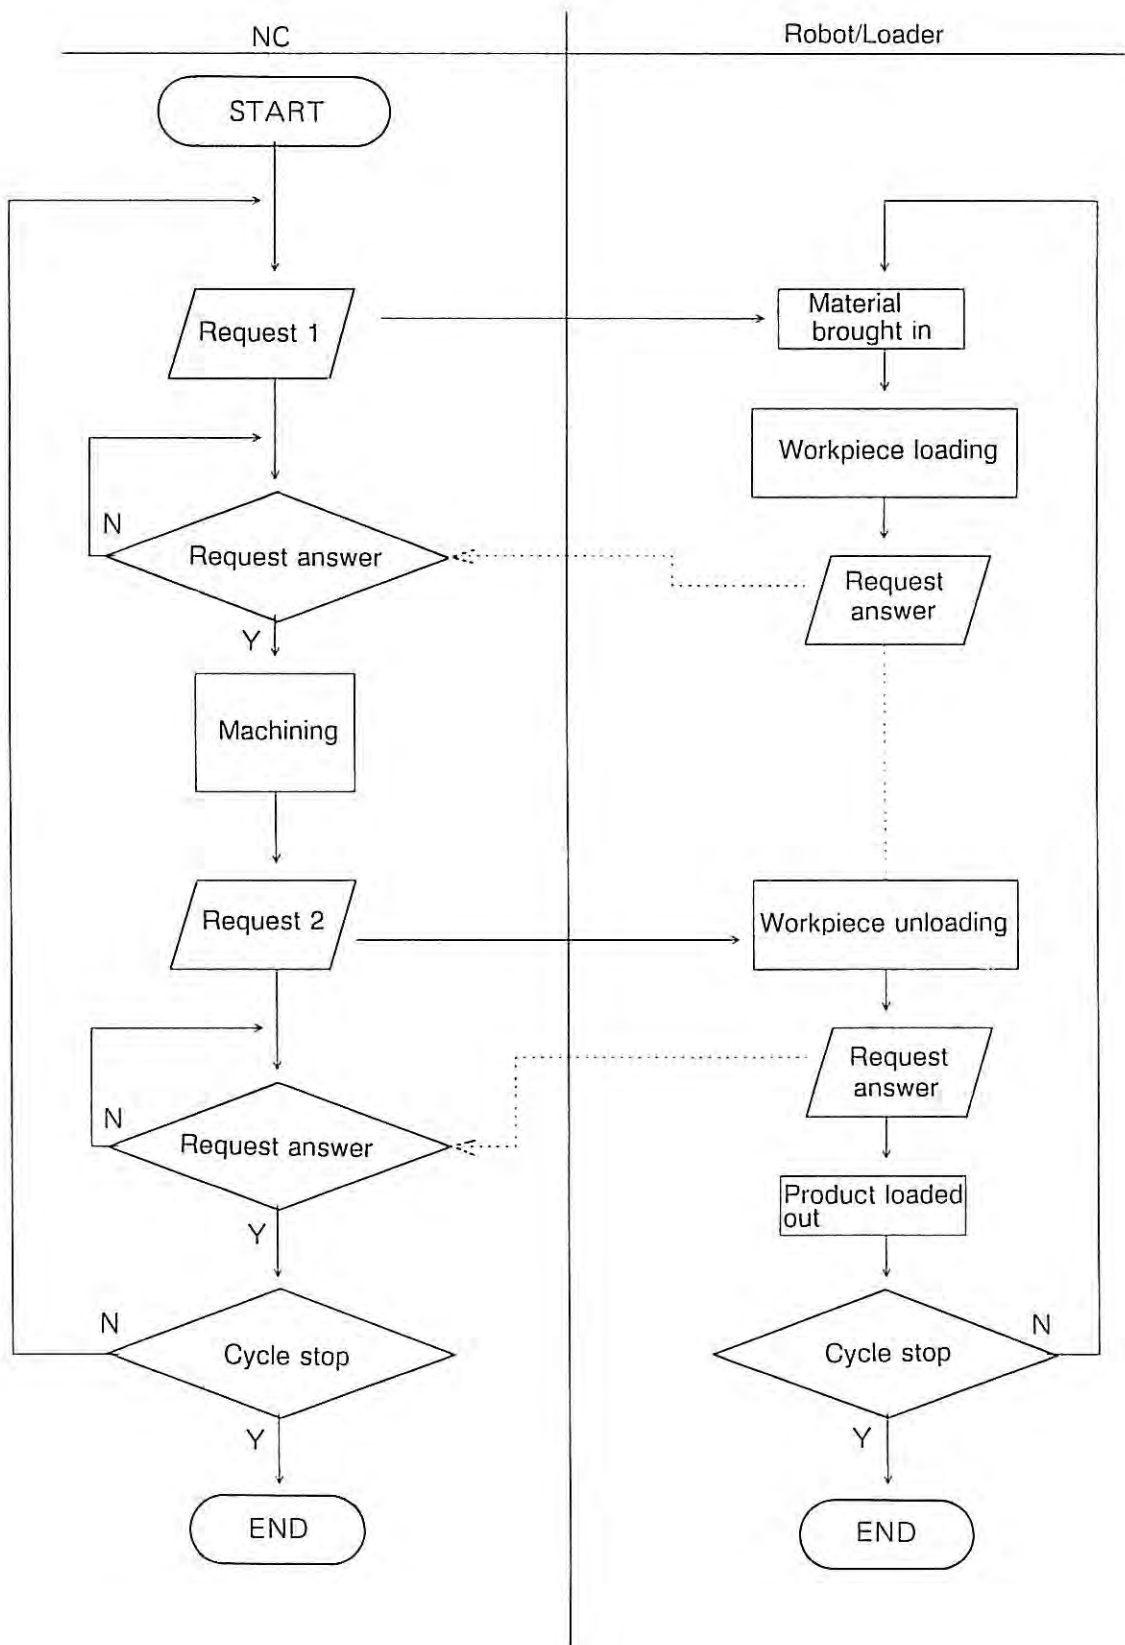 NC
Robot/Loader
START
Request 1
Material
brought in
Workpiece loading
N
Request answer
Request
answer
Y
Machining
Request 2
Workpiece unloading
Request
answer
N
Request answer
Y
Product loaded
out
N
Cycle stop
Cycle stop
N
Y
Y
END
END